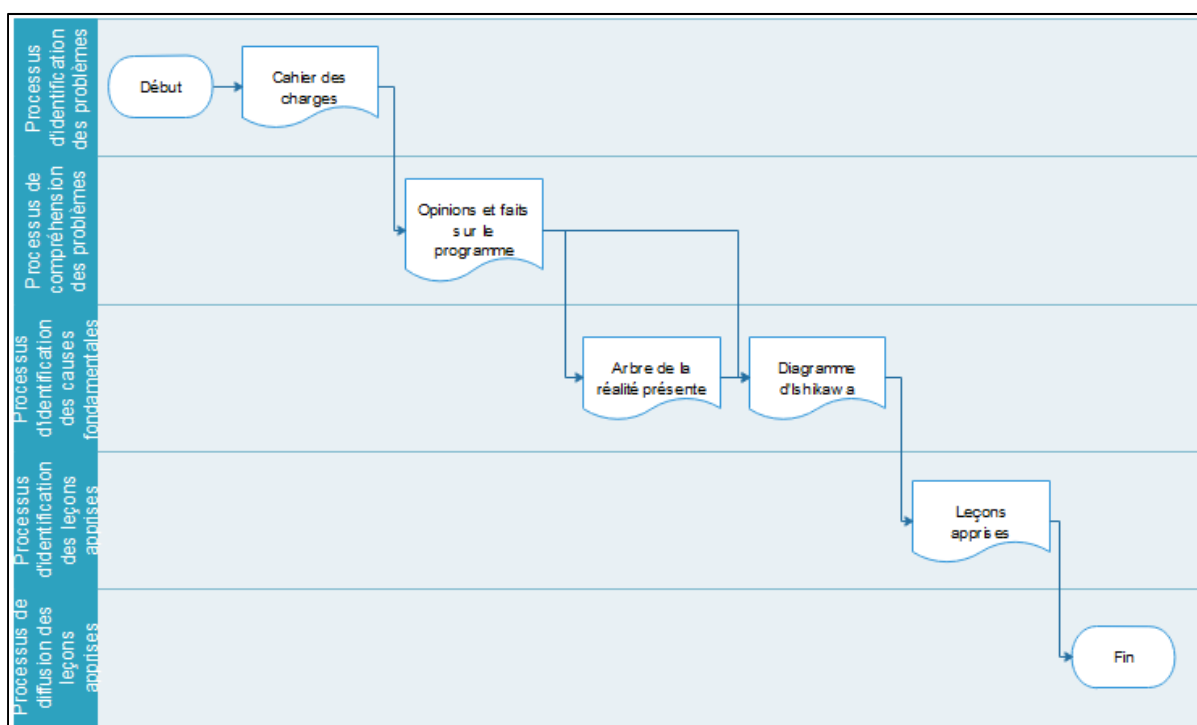 Processus
d'identification
des problèmes
Début
Cahier des
charges
Processus de
compréhension
des problèmes
Opinions et faits
sur le
programme
Processus
d'identification
des causes
fondamentales
Arbre de la
réalité présente
Diagramme
d'Ishikawa
Processus
d'identification
des leçons
apprises
Leçons
apprises
Processus de
diffusion des
leçons
apprises
Fin